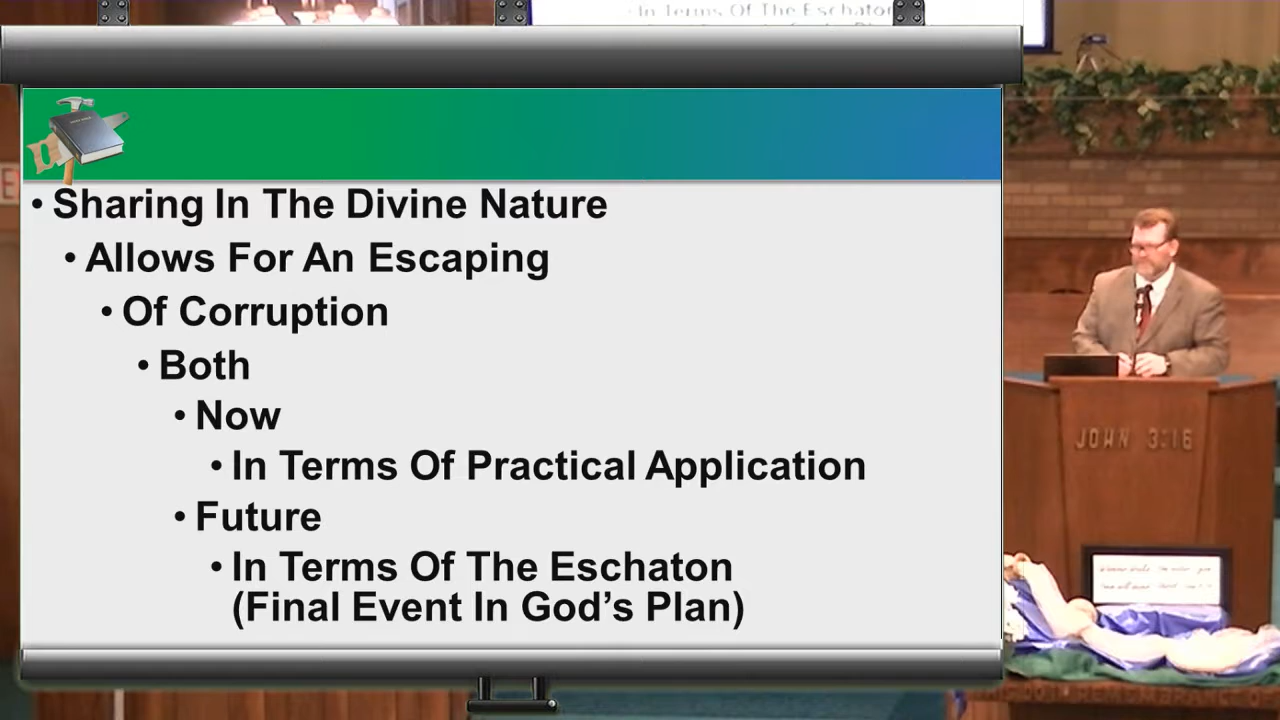 In Terms Of The Eschaton
• Sharing In The Divine Nature
• Allows For An Escaping
• Of Corruption
• Both
• Now
• In Terms Of Practical Application
• Future
• In Terms Of The Eschaton
(Final Event In God’s Plan)
JOHN 3:16